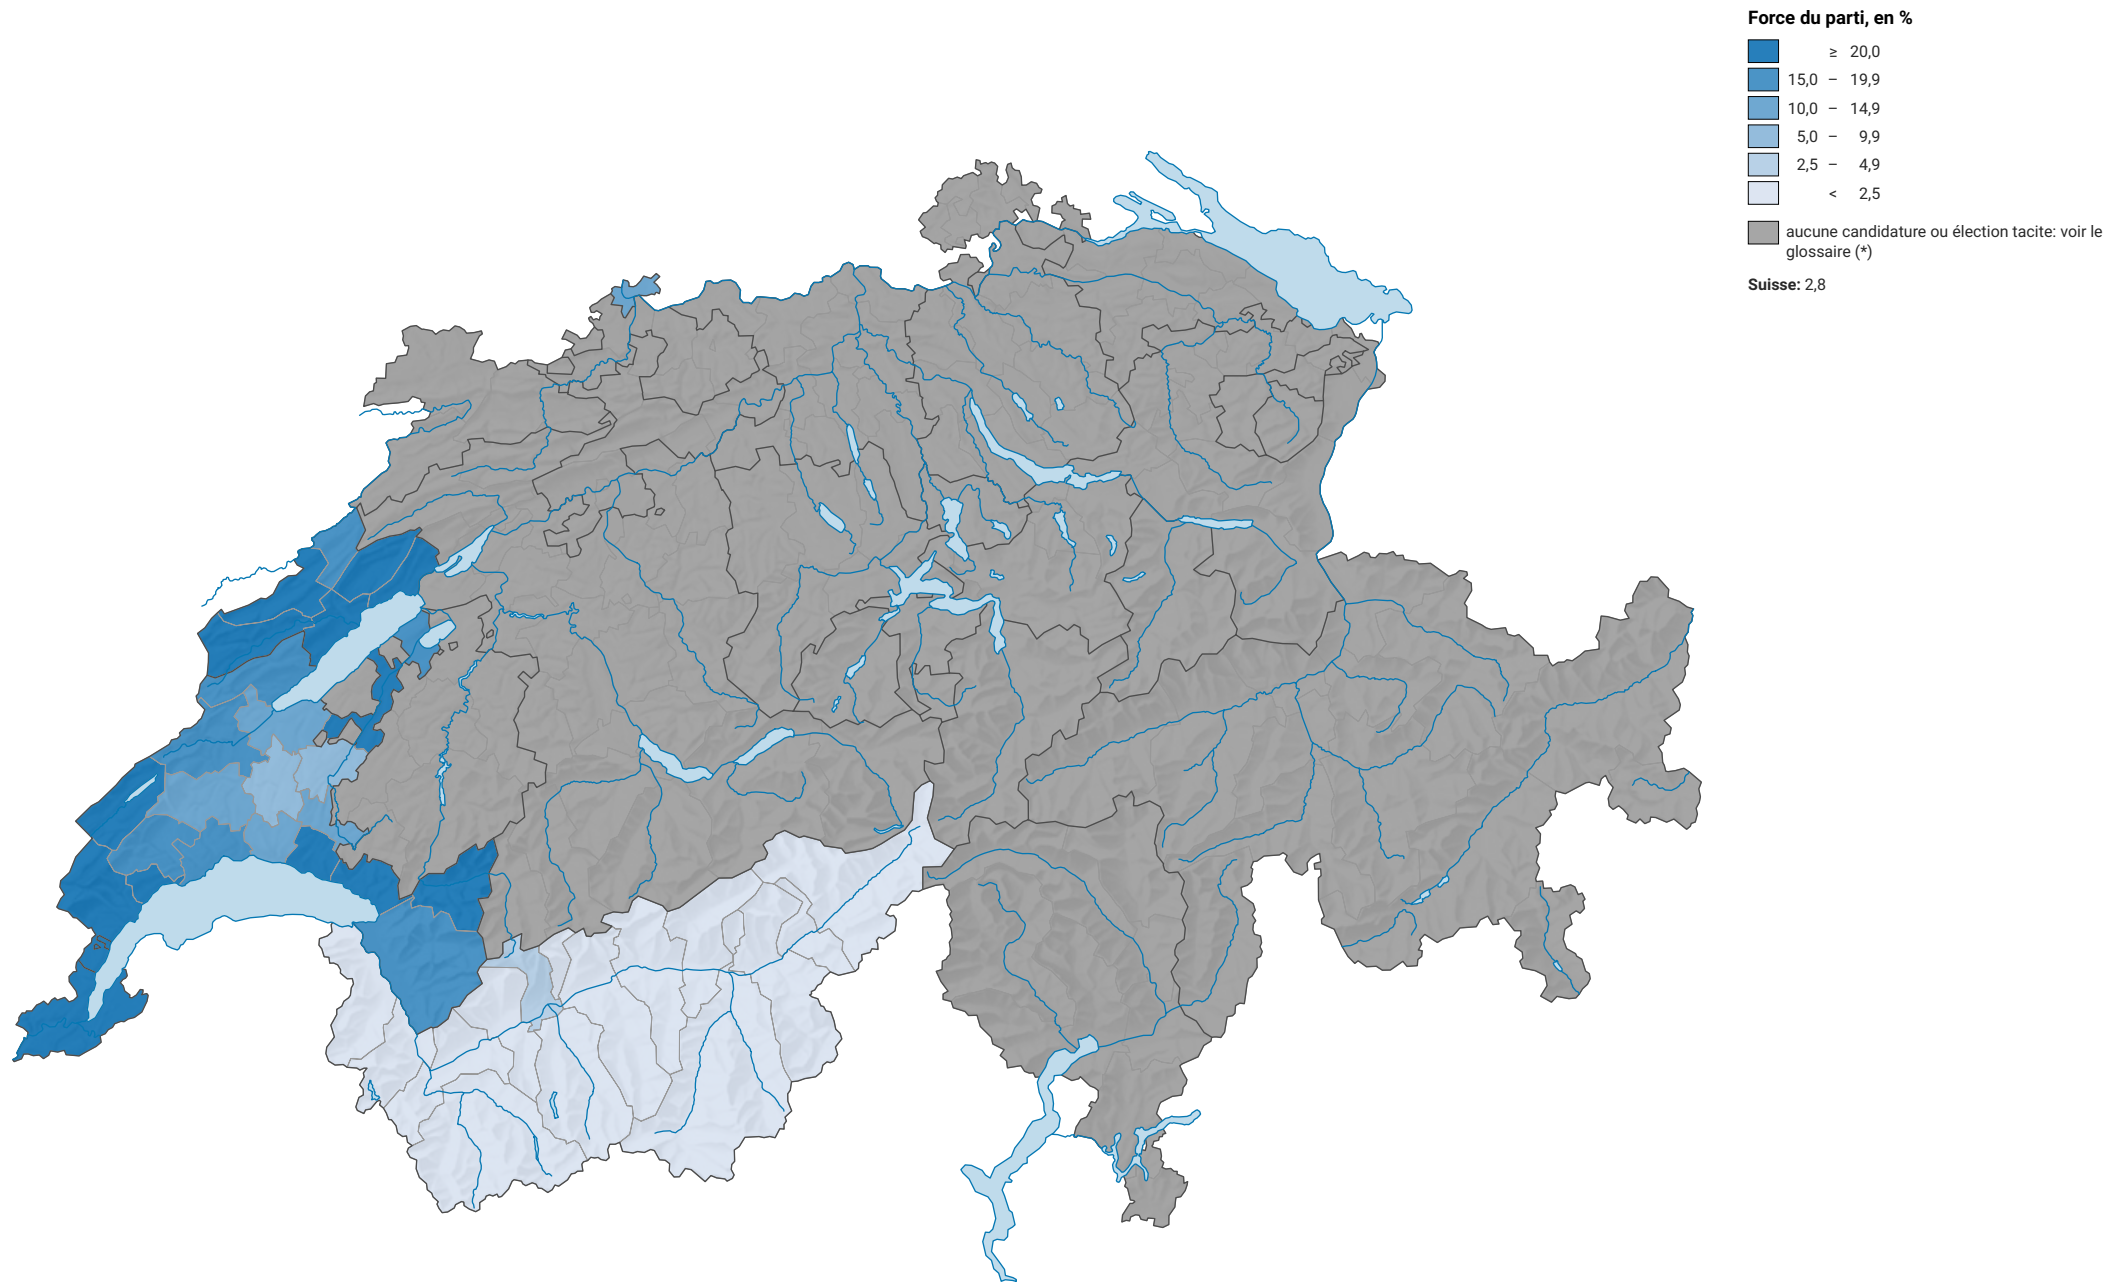 Force du parti, en %
≥ 20,0
15,0 – 19,9
10,0 – 14,9
5,0 – 9,9
2,5 – 4,9
< 2,5
aucune candidature ou élection tacite: voir le
glossaire (*)
Suisse: 2,8